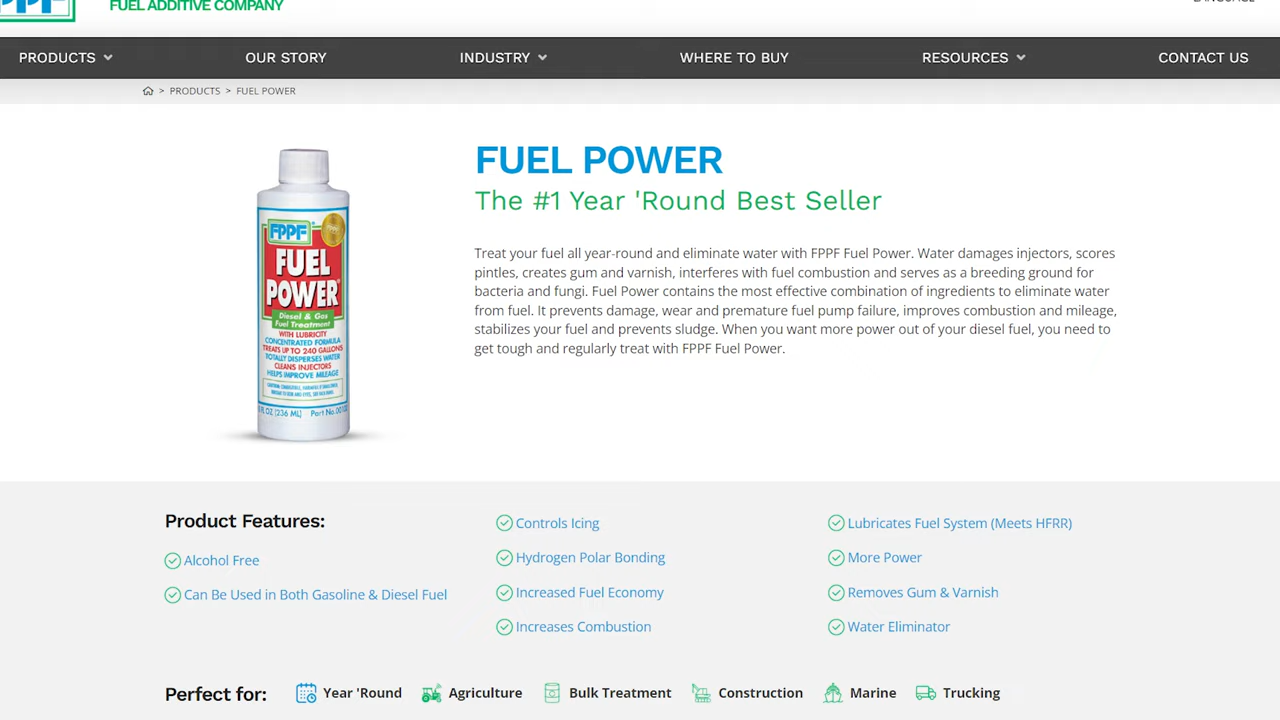 FPPF
FUEL ADDITIVE COMPANY
PRODUCTS
OUR STORY
INDUSTRY
WHERE TO BUY
RESOURCES
CONTACT US
> PRODUCTS > FUEL POWER
FUEL POWER
The #1 Year 'Round Best Seller
Treat your fuel all year-round and eliminate water with FPPF Fuel Power. Water damages injectors, scores
pintles, creates gum and varnish, interferes with fuel combustion and serves as a breeding ground for
bacteria and fungi. Fuel Power contains the most effective combination of ingredients to eliminate water
from fuel. It prevents damage, wear and premature fuel pump failure, improves combustion and mileage,
stabilizes your fuel and prevents sludge. When you want more power out of your diesel fuel, you need to
get tough and regularly treat with FPPF Fuel Power.
FPPF
FUEL
POWER
Diesel & Gas
Fuel Treatment
WITH LUBRICITY
CONCENTRATED FORMULA
TREATS UP TO 240 GALLONS
TOTALLY DISPERSES WATER
CLEANS INJECTORS
HELPS IMPROVE MILEAGE
FL OZ (236 ML) Part No.
Product Features:
Alcohol Free
Can Be Used in Both Gasoline & Diesel Fuel
Controls Icing
Hydrogen Polar Bonding
Increased Fuel Economy
Increases Combustion
Lubricates Fuel System (Meets HFRR)
More Power
Removes Gum & Varnish
Water Eliminator
Perfect for: Year 'Round Agriculture Bulk Treatment Construction Marine Trucking